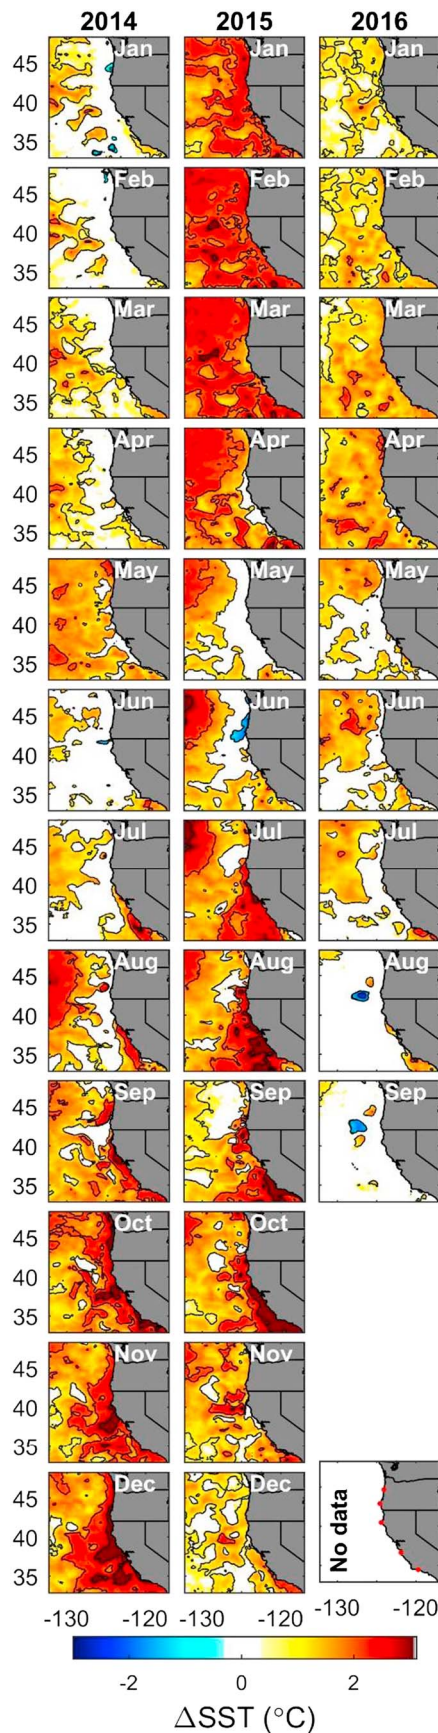 2014 2015 2016
Jan Jan Jan
45
40
35
Feb Feb Feb
45
40
35
Mar Mar Mar
45
40
35
Apr Apr Apr
45
40
35
May May May
45
40
35
Jun Jun Jun
45
40
35
Jul Jul Jul
45
40
35
Aug Aug Aug
45
40
35
Sep Sep Sep
45
40
35
Oct Oct
45
40
35
Nov Nov
45
40
35
Dec Dec
45
40
35
No data
-130 -120 -130 -120 -130 -120
-2 0 2
ΔSST (°C)